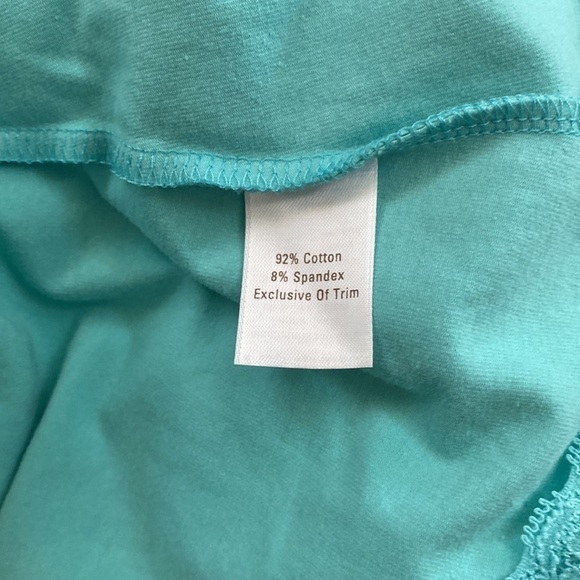 92% Cotton
8% Spandex
Exclusive Of Trim